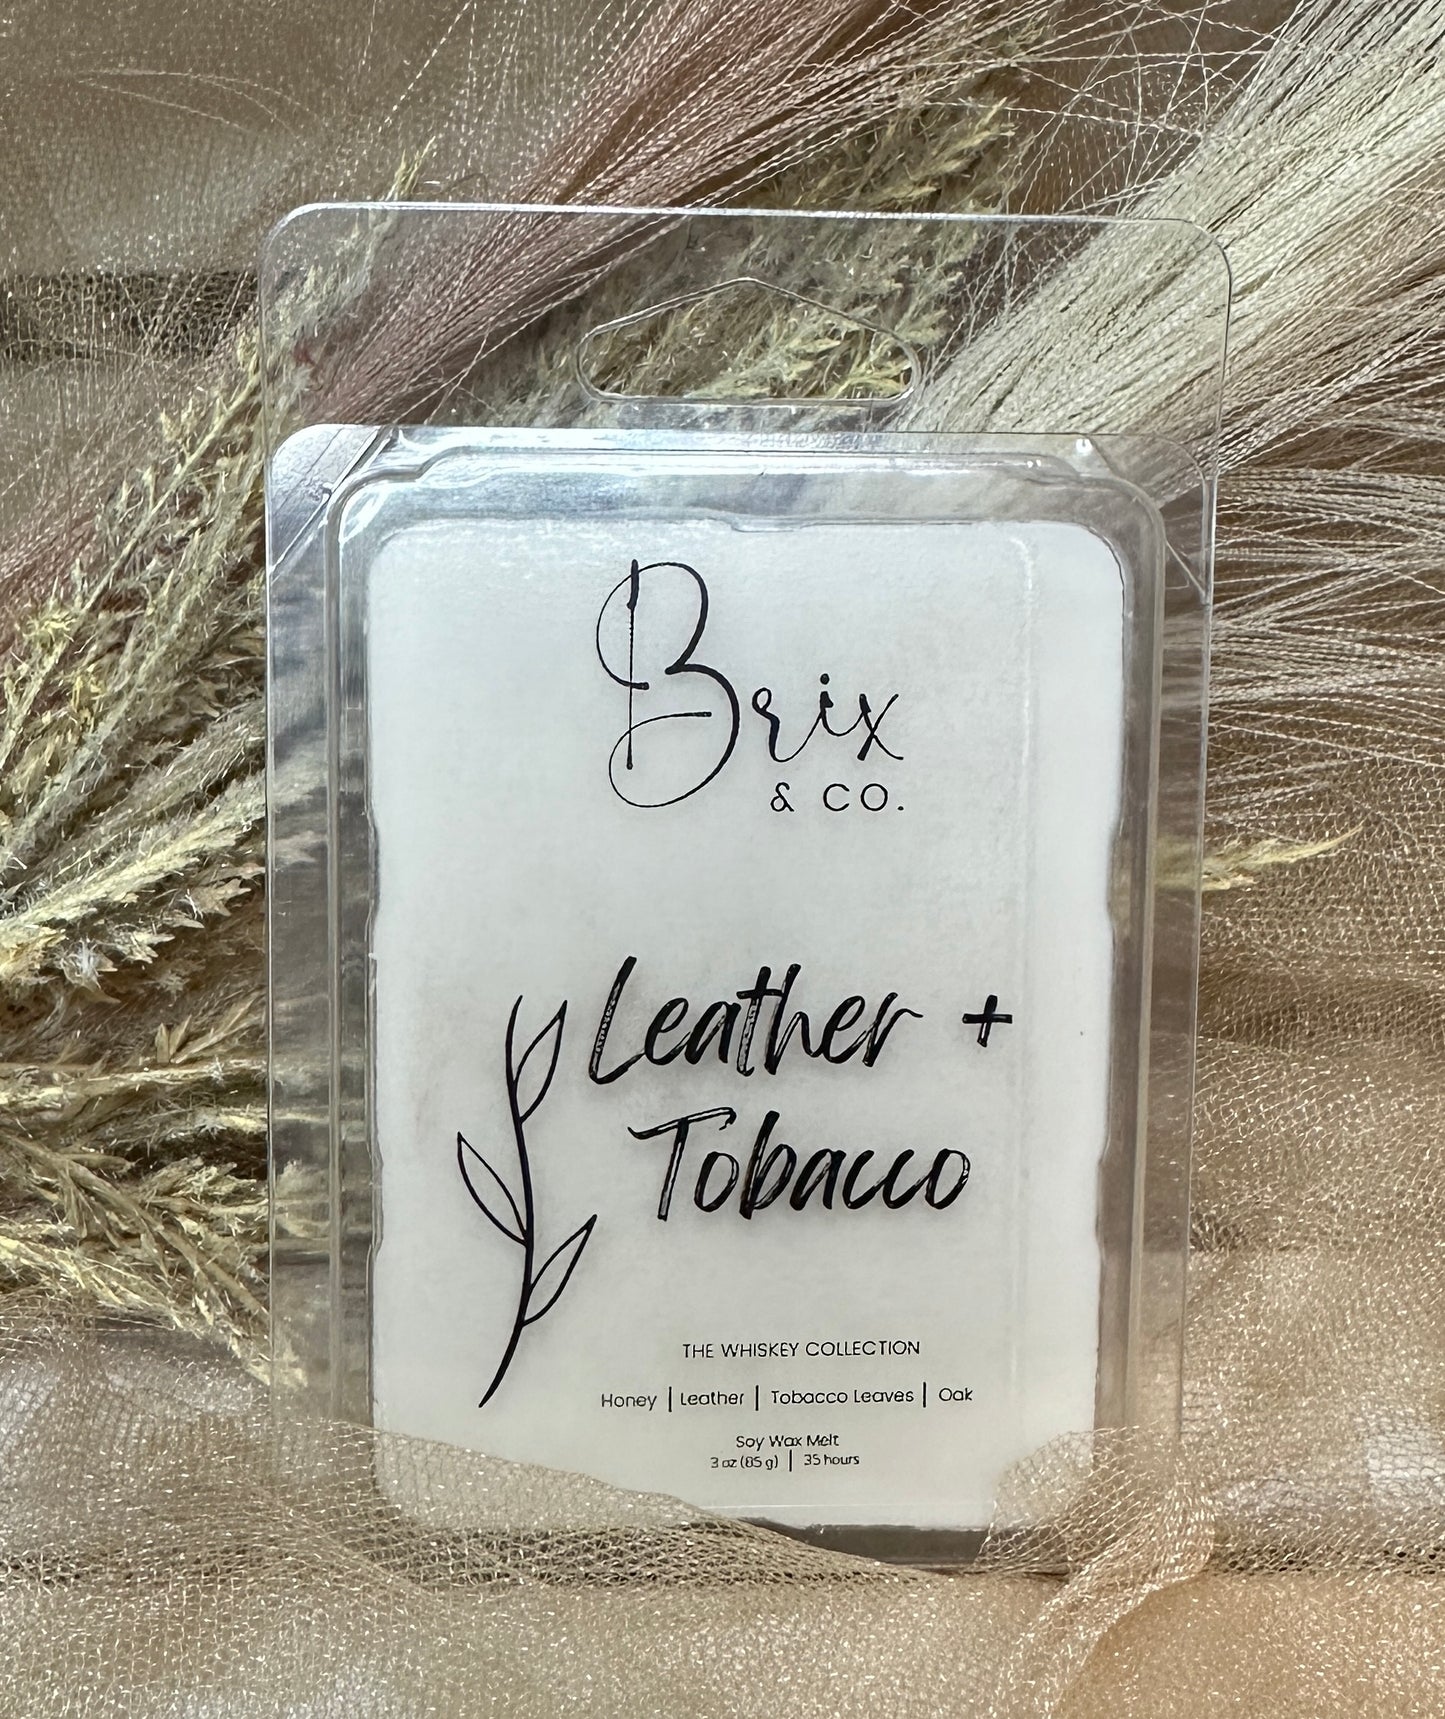 Brix
& CO.
Leather +
Tobacco
THE WHISKEY COLLECTION
Honey | Leather | Tobacco Leaves | Oak
Soy Wax Melt
3 oz (85 g) | 35 hours